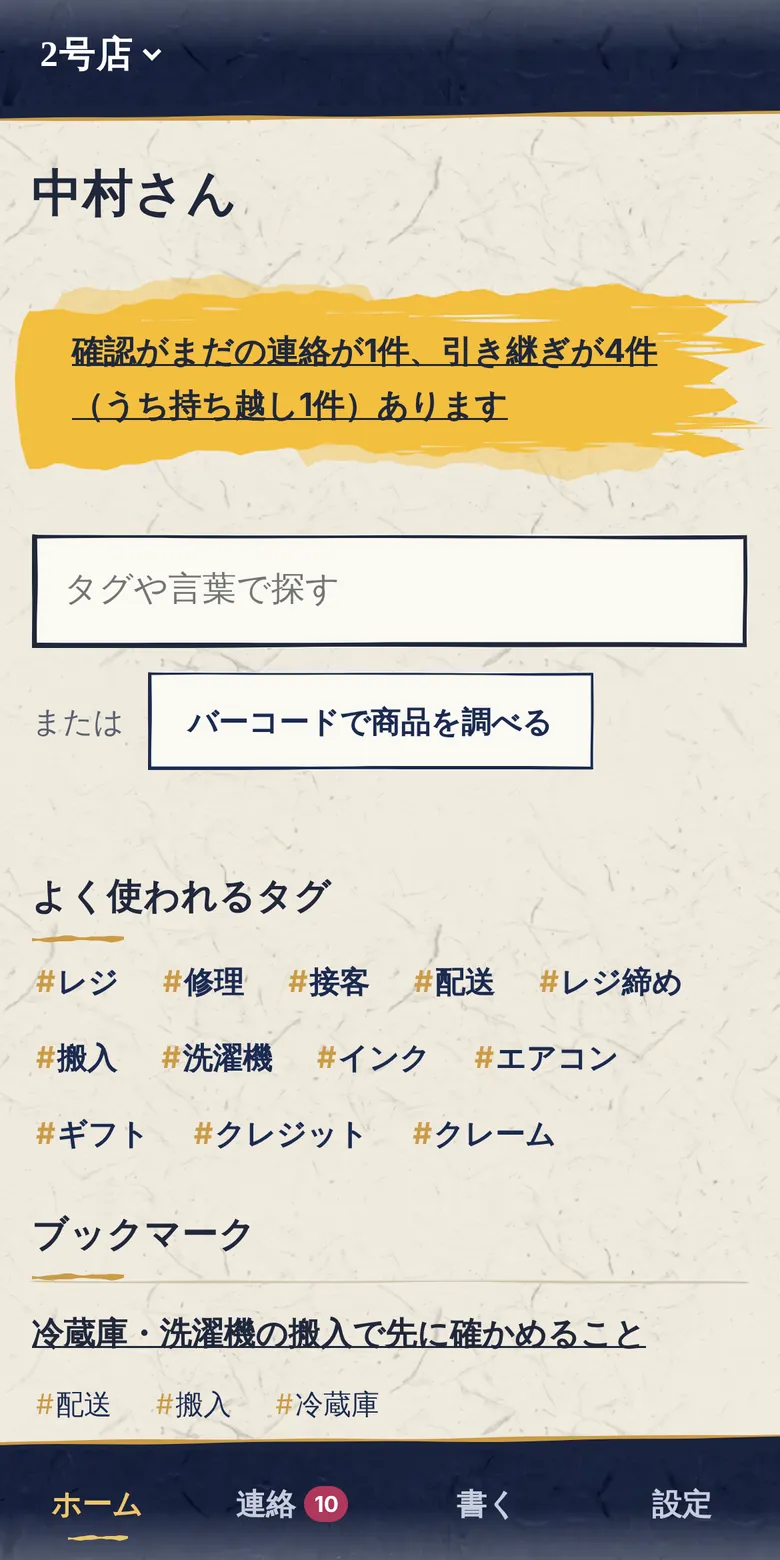 2号店
中村さん
確認がまだの連絡が1件、引き継ぎが4件
（うち持ち越し1件）あります
タグや言葉で探す
または バーコードで商品を調べる
よく使われるタグ
#レジ #修理 #接客 #配送 #レジ締め
#搬入 #洗濯機 #インク #エアコン
#ギフト #クレジット #クレーム
ブックマーク
冷蔵庫・洗濯機の搬入で先に確かめること
#配送 #搬入 #冷蔵庫
ホーム 連絡 10 書く 設定